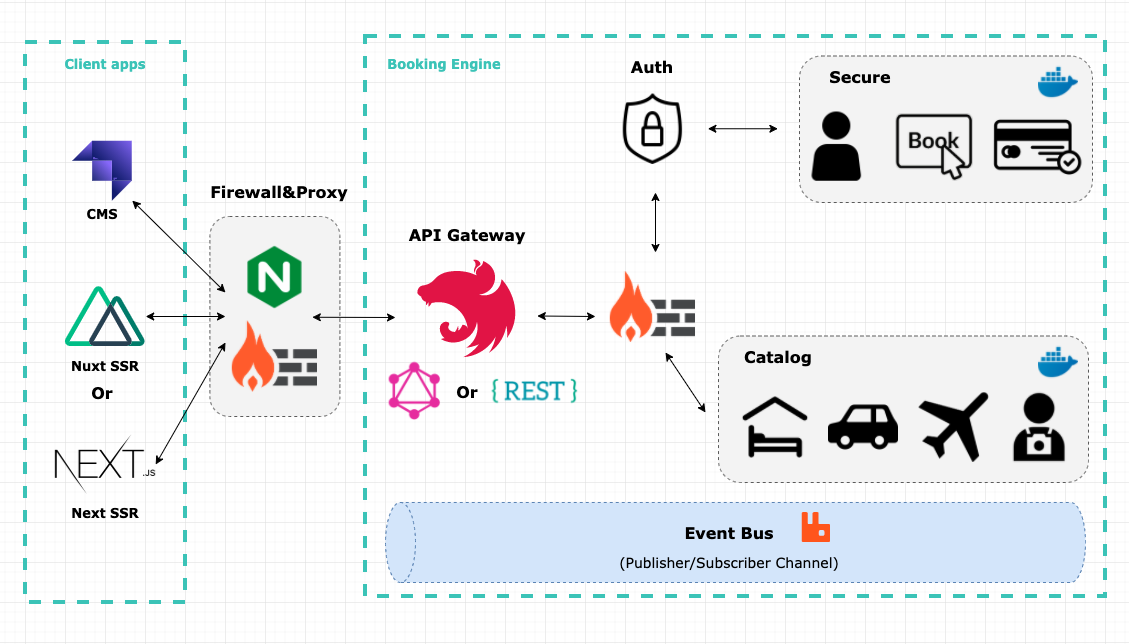 Client apps
CMS
Nuxt SSR
Or
NEXT.JS
Next SSR
Firewall&Proxy
N
Booking Engine
API Gateway
Or
{ REST }
Auth
Secure
Book
Catalog
Event Bus
(Publisher/Subscriber Channel)